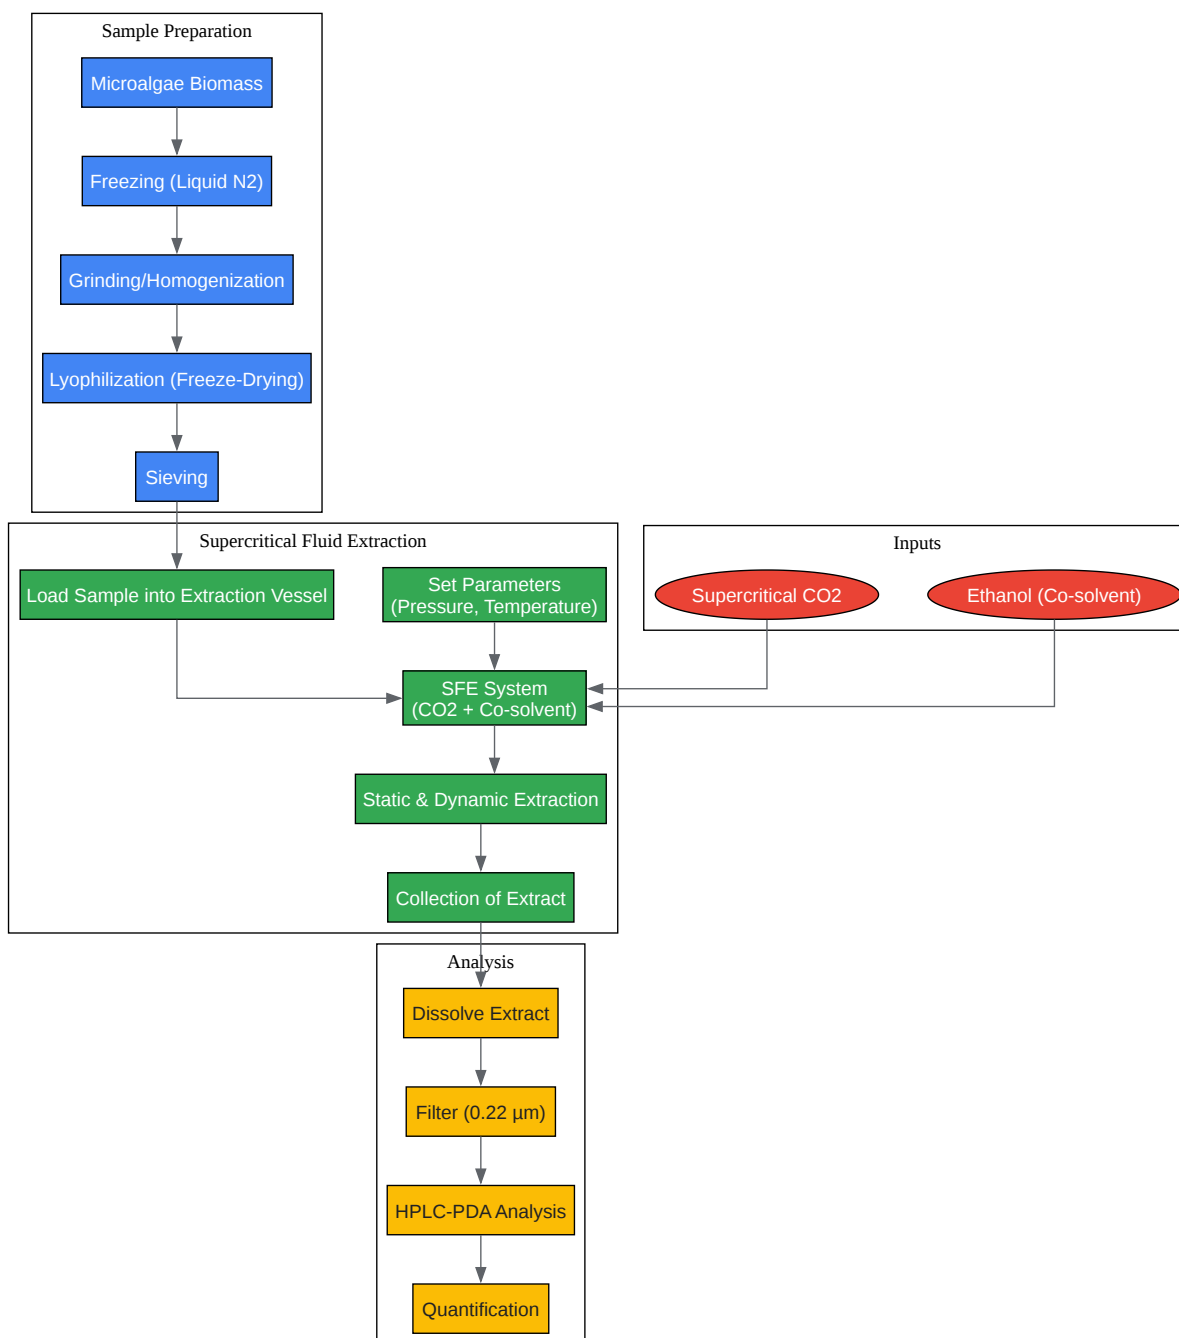 Sample Preparation
Microalgae Biomass
Freezing (Liquid N2)
Grinding/Homogenization
Lyophilization (Freeze-Drying)
Sieving
Supercritical Fluid Extraction
Load Sample into Extraction Vessel
Set Parameters
(Pressure, Temperature)
Inputs
Supercritical CO2
Ethanol (Co-solvent)
SFE System
(CO2 + Co-solvent)
Static & Dynamic Extraction
Collection of Extract
Analysis
Dissolve Extract
Filter (0.22 µm)
HPLC-PDA Analysis
Quantification